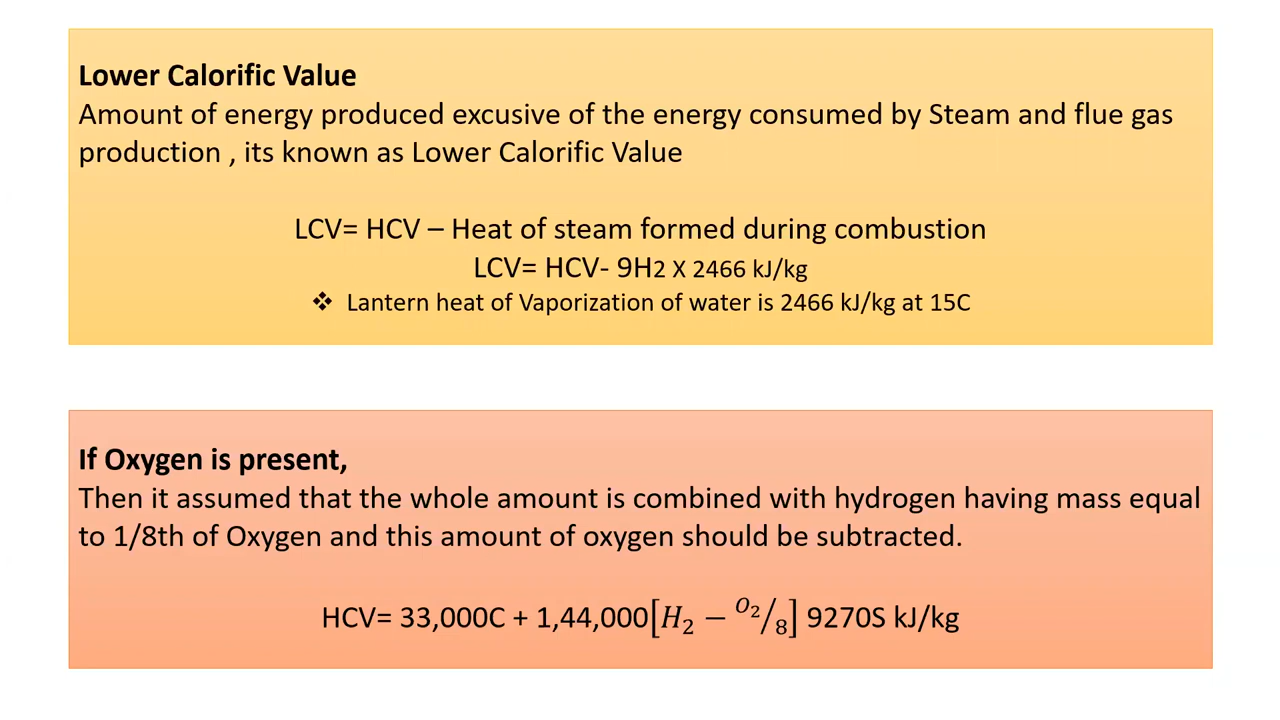 Lower Calorific Value
Amount of energy produced excusive of the energy consumed by Steam and flue gas
production , its known as Lower Calorific Value
LCV= HCV – Heat of steam formed during combustion
LCV= HCV- 9H2 X 2466 kJ/kg
❖ Lantern heat of Vaporization of water is 2466 kJ/kg at 15C
If Oxygen is present,
Then it assumed that the whole amount is combined with hydrogen having mass equal
to 1/8th of Oxygen and this amount of oxygen should be subtracted.
HCV= 33,000C + 1,44,000[H₂ − O₂/8] 9270S kJ/kg